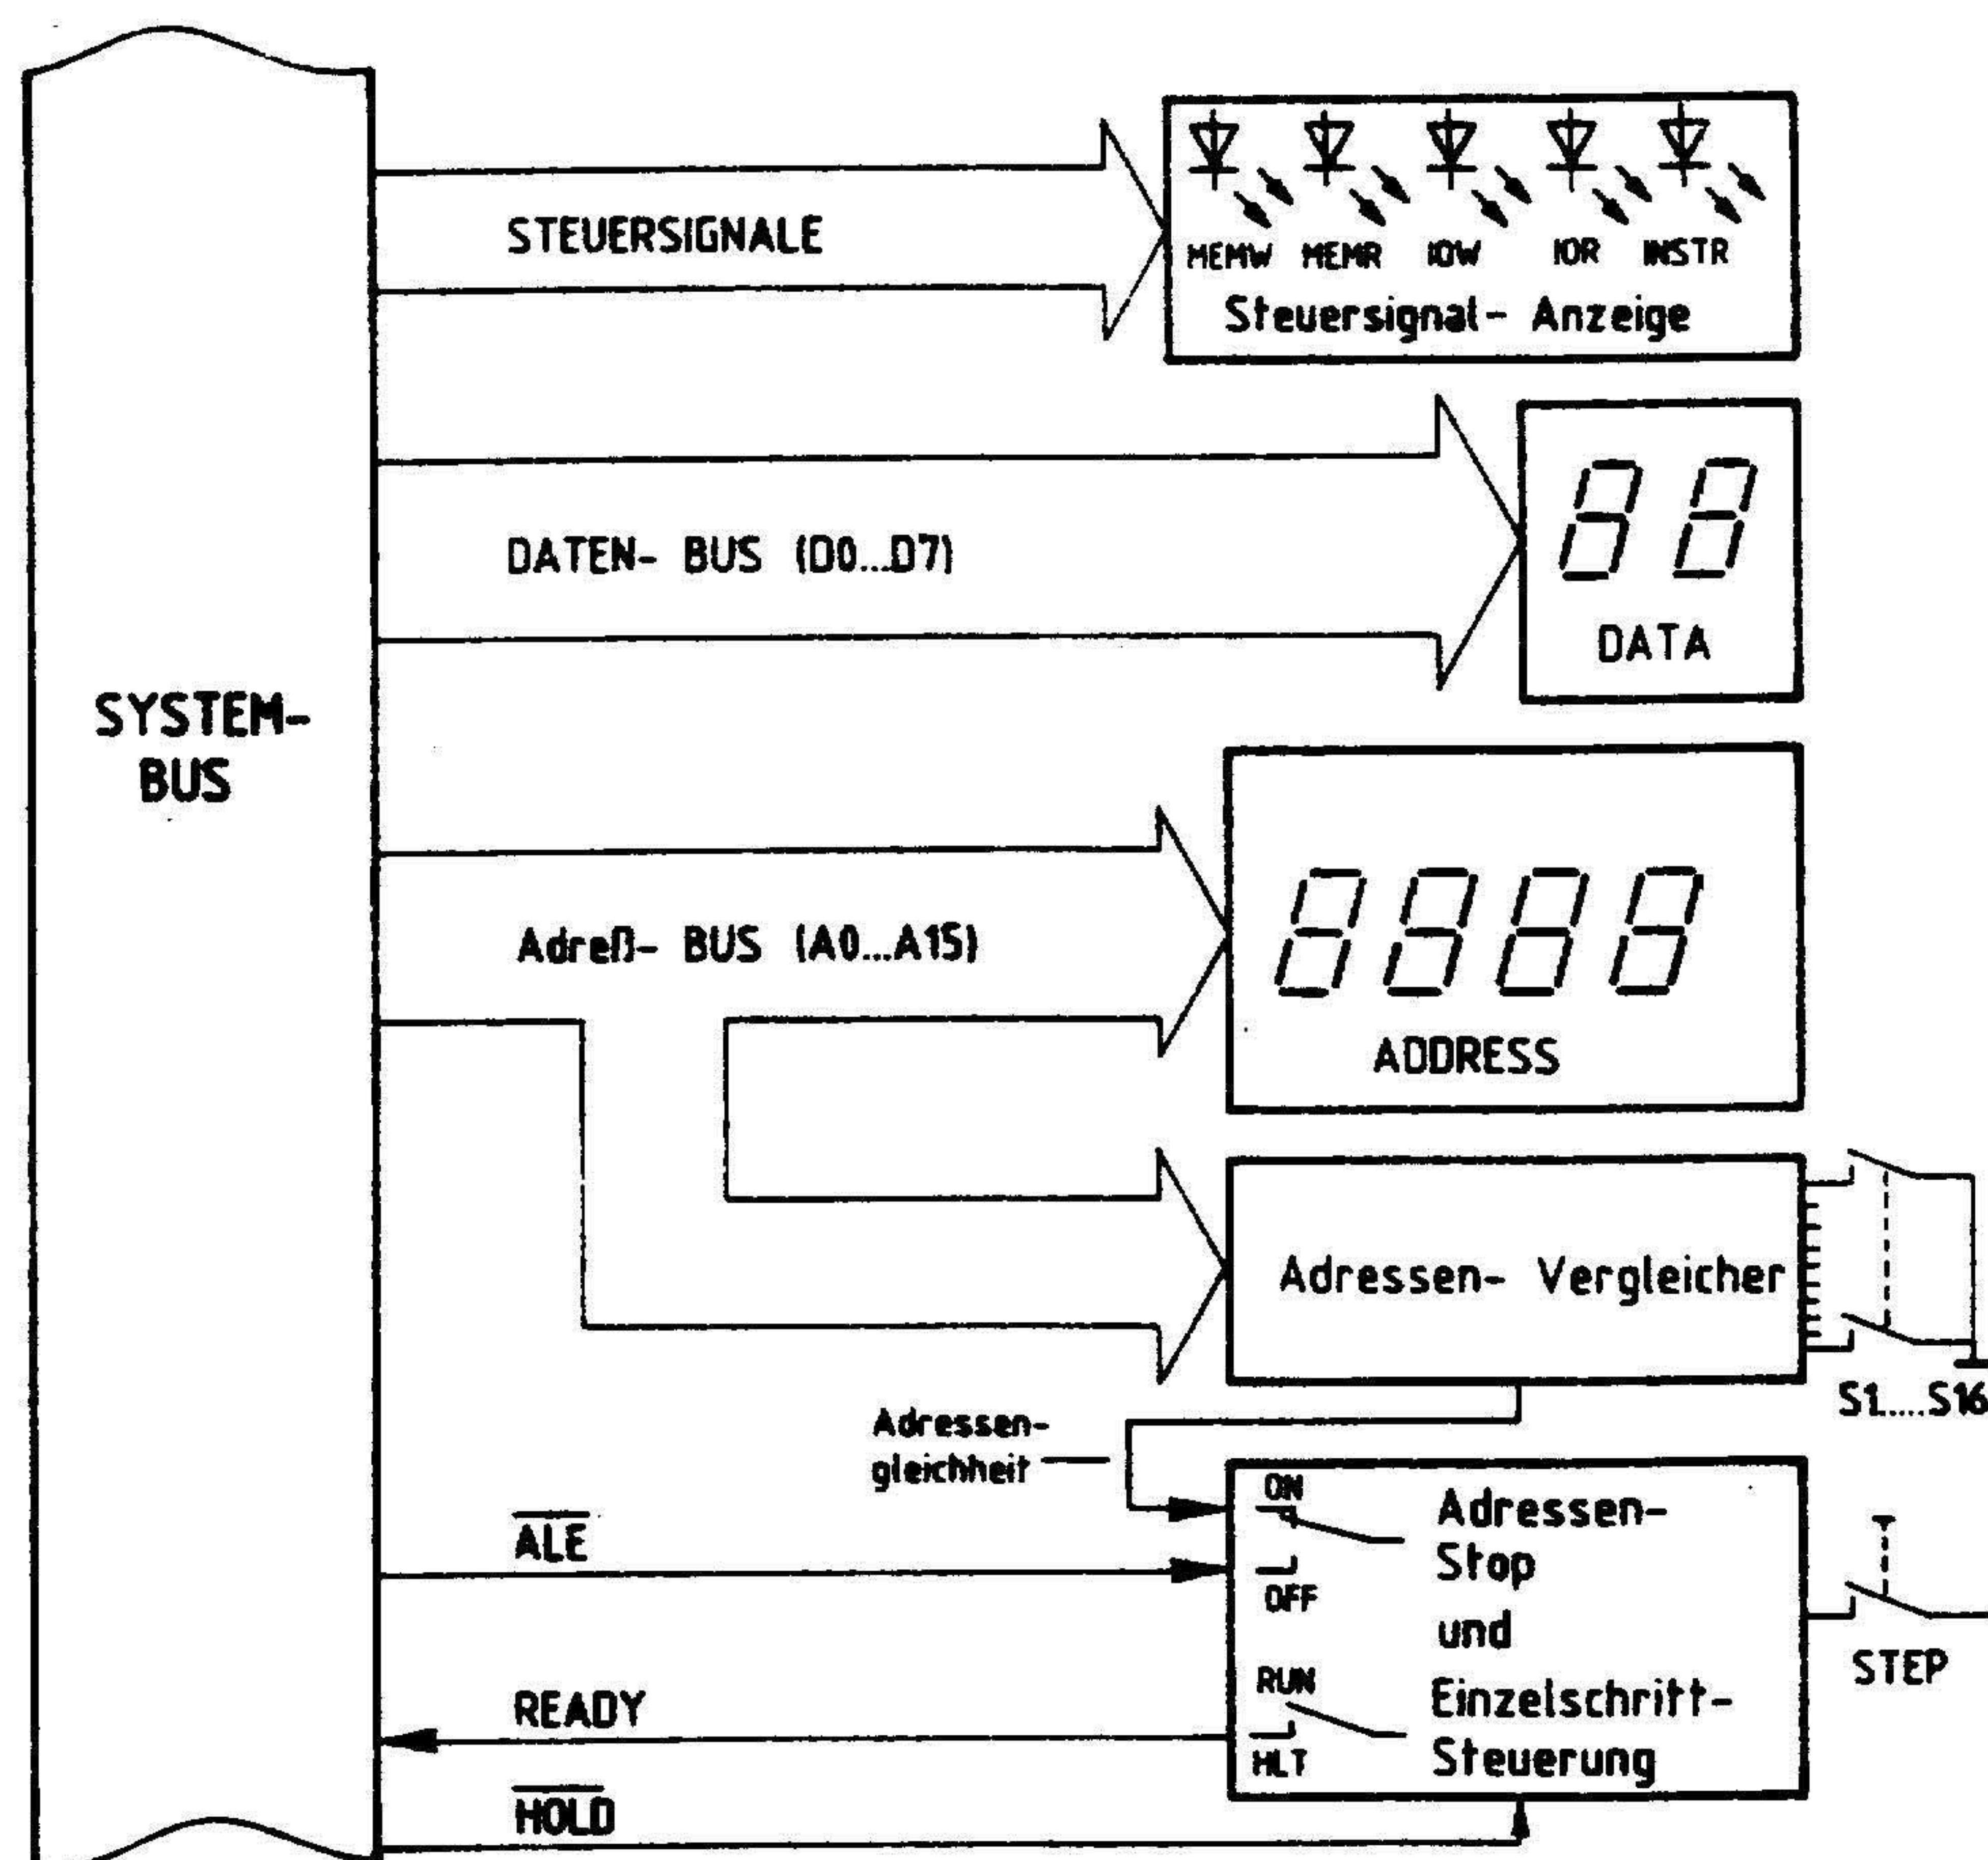 STEUERSIGNALE
MEMW MEMR IOW IOR INSTR
Steuersignal- Anzeige
DATEN- BUS (D0...D7)
DATA
SYSTEM-
BUS
Adreß- BUS (A0...A15)
ADDRESS
Adressen- Vergleicher
S1.....S16
Adressen-
gleichheit
ON
OFF
Adressen-
Stop
und
Einzelschritt-
Steuerung
RUN
HLT
STEP
ALE
READY
HOLD